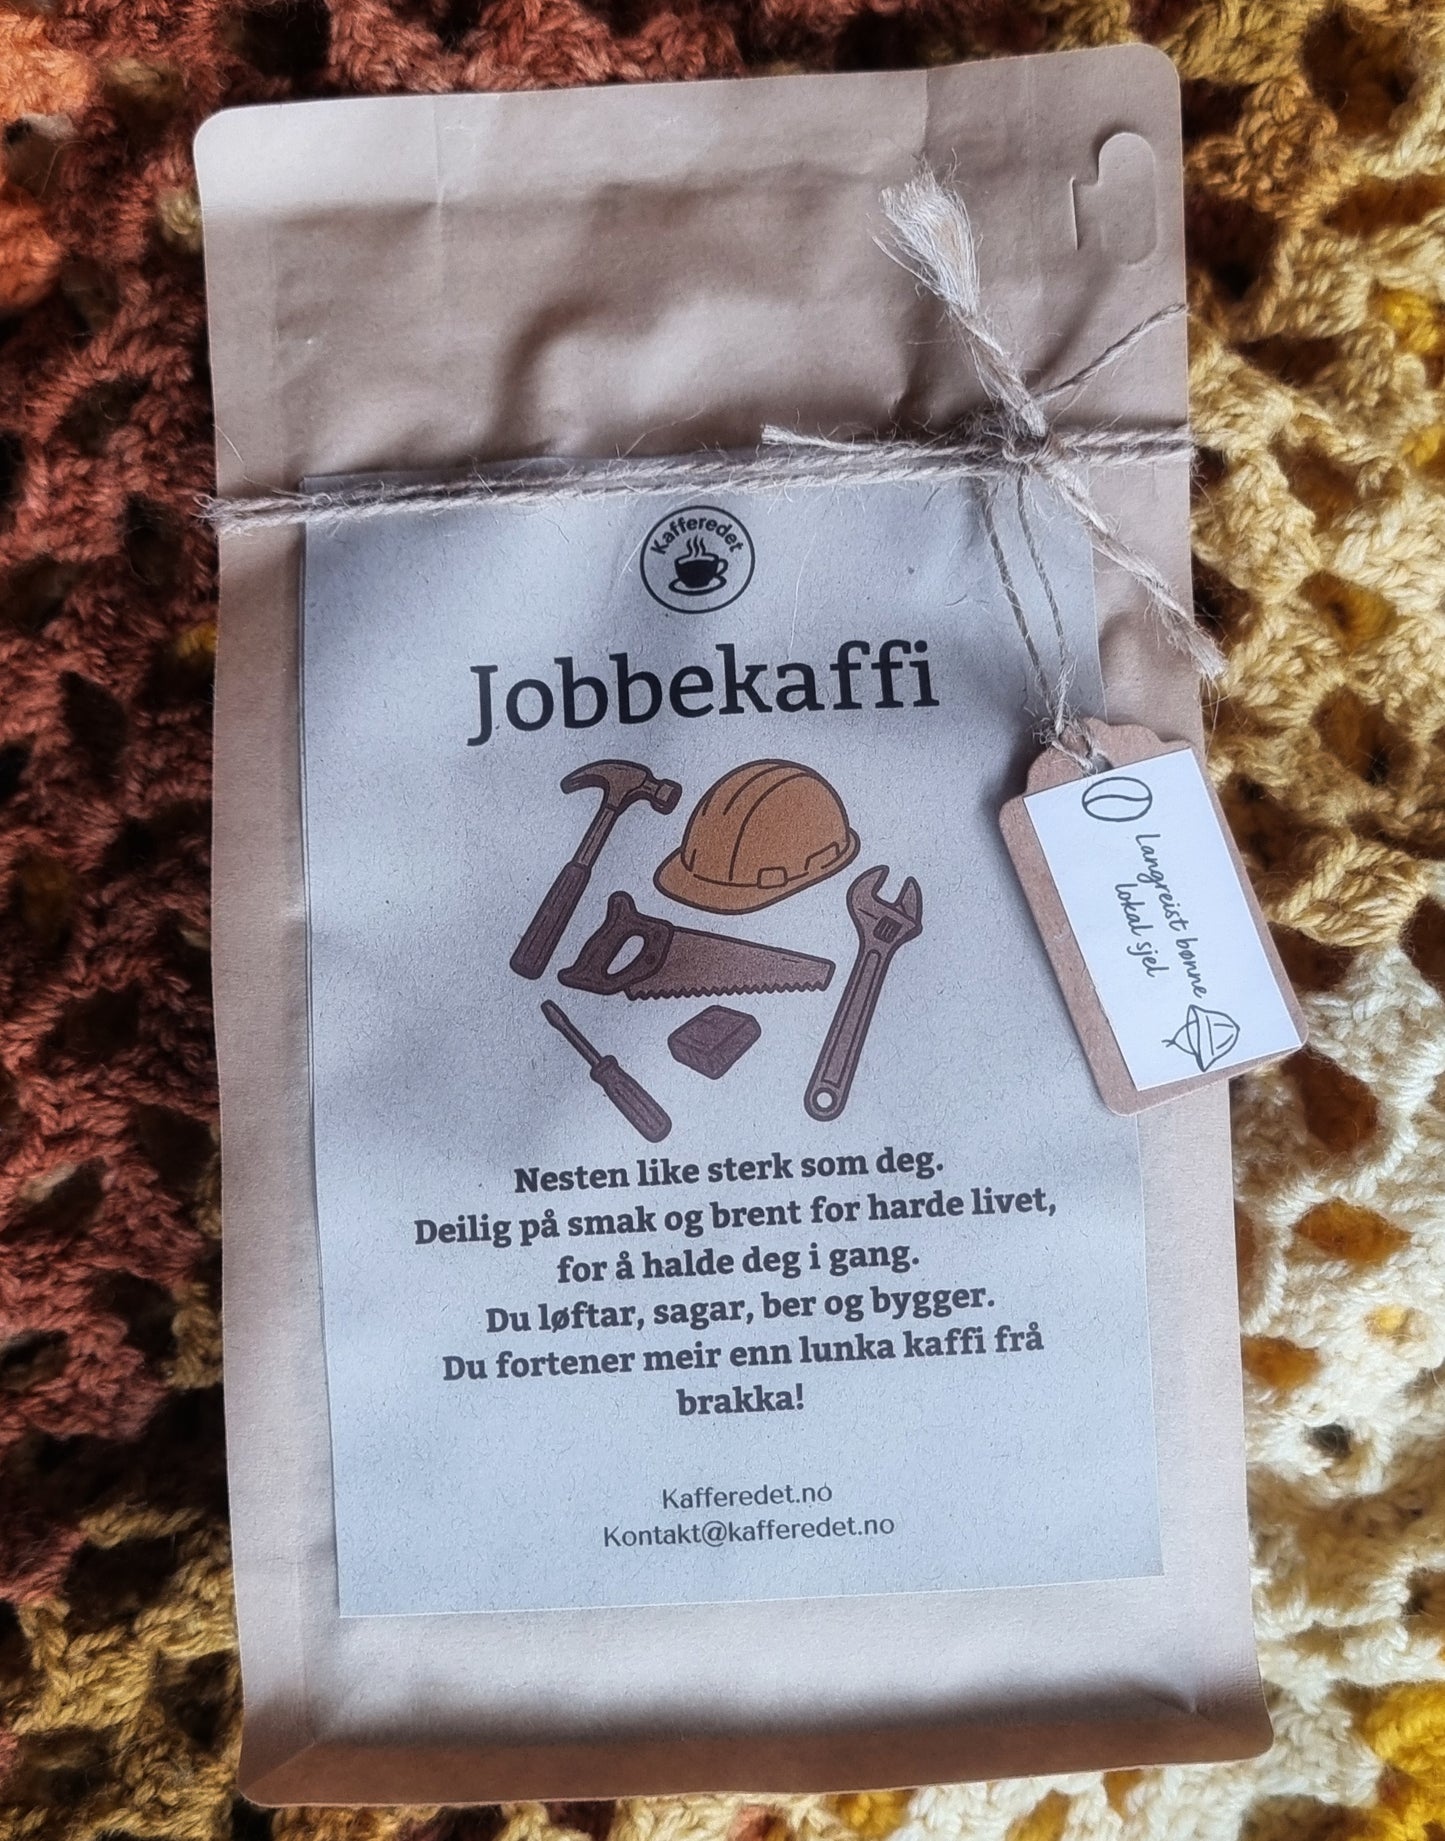 Kafferedet
Jobbekaffi
Langreist bønne
lokal sjel
Nesten like sterk som deg.
Deilig på smak og brent for harde livet,
for å halde deg i gang.
Du løftar, sagar, ber og bygger.
Du fortener meir enn lunka kaffi frå
brakka!
Kafferedet.no
Kontakt@kafferedet.no